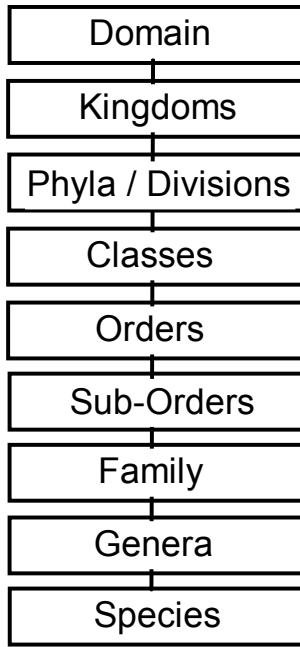 Domain
Kingdoms
Phyla / Divisions
Classes
Orders
Sub-Orders
Family
Genera
Species